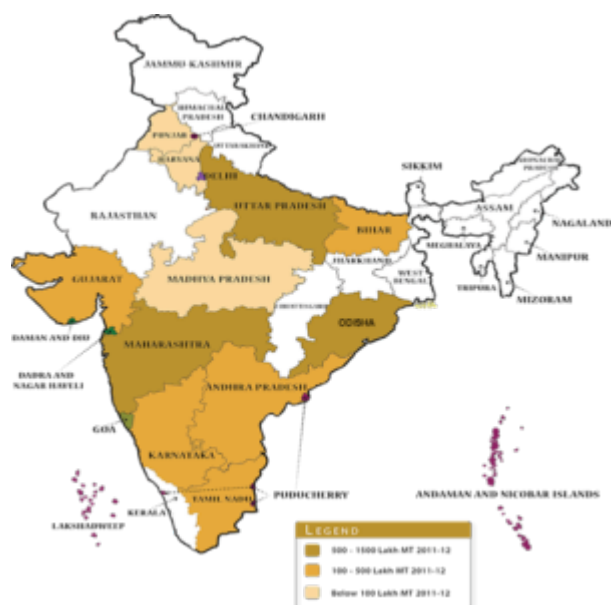 JAMMU KASHMIR
HIMACHAL
PRADESH
CHANDIGARH
PUNJAB
HARYANA
DELHI
SIKKIM
UTTAR PRADESH
ASSAM
NAGALAND
RAJASTHAN
BIHAR
MEGHALAYA
MANIPUR
JHARKHAND
GUJARAT
MADHYA PRADESH
WEST
BENGAL
TRIPURA
MIZORAM
ODISHA
DAMAN AND DIU
MAHARASHTRA
DADRA AND
NAGAR HAVELI
ANDHRA PRADESH
GOA
KARNATAKA
PUDUCHERRY
ANDAMAN AND NICOBAR ISLANDS
TAMIL NADU
KERALA
LAKSHADWEEP
LEGEND
500 - 1500 Lakh MT 2011-12
100 - 500 Lakh MT 2011-12
Below 100 Lakh MT 2011-12